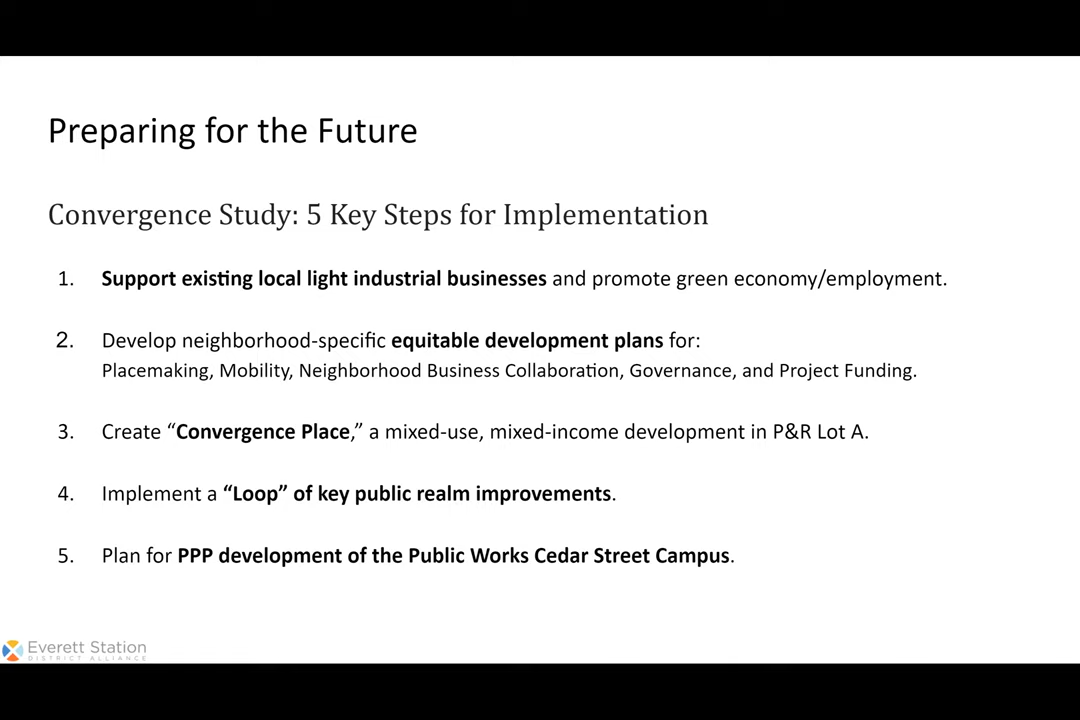 Preparing for the Future
Convergence Study: 5 Key Steps for Implementation
1. Support existing local light industrial businesses and promote green economy/employment.
2. Develop neighborhood-specific equitable development plans for:
Placemaking, Mobility, Neighborhood Business Collaboration, Governance, and Project Funding.
3. Create “Convergence Place,” a mixed-use, mixed-income development in P&R Lot A.
4. Implement a “Loop” of key public realm improvements.
5. Plan for PPP development of the Public Works Cedar Street Campus.
Everett Station
DISTRICT ALLIANCE